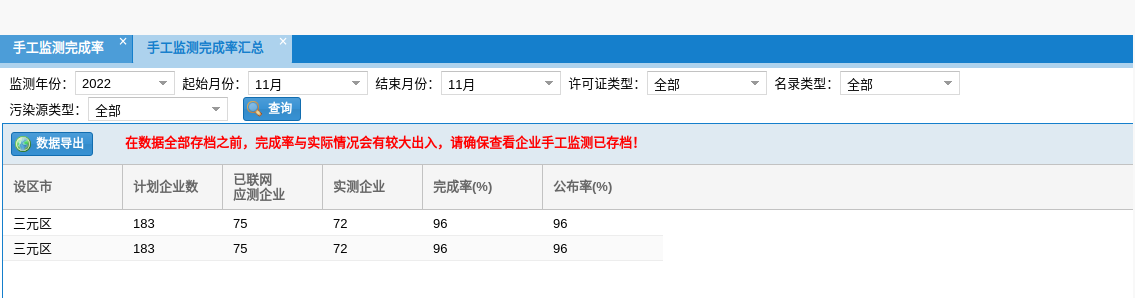 手工监测完成率 × 手工监测完成率汇总 ×
监测年份: 2022 起始月份: 11月 结束月份: 11月 许可证类型: 全部 名录类型: 全部
污染源类型: 全部 查询
数据导出 在数据全部存档之前，完成率与实际情况会有较大出入，请确保查看企业手工监测已存档！
设区市 计划企业数 已联网 应测企业 实测企业 完成率(%) 公布率(%)
三元区 183 75 72 96 96
三元区 183 75 72 96 96